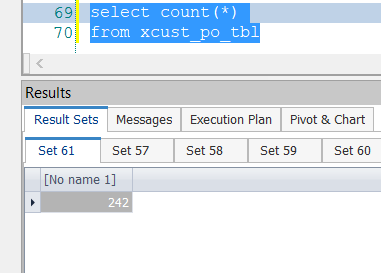 69 select count(*)
70 from xcust_po_tbl
Results
Result Sets Messages Execution Plan Pivot & Chart
Set 61 Set 57 Set 58 Set 59 Set 60
[No name 1]
242